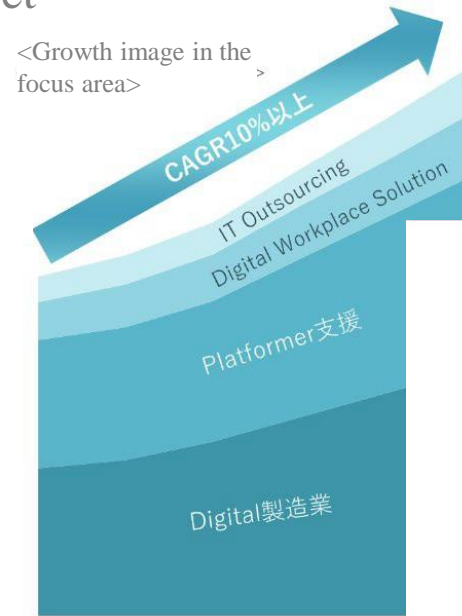 <Growth image in the
focus area>
>
CAGR10%以上
IT Outsourcing
Digital Workplace Solution
Platformer支援
Digital製造業